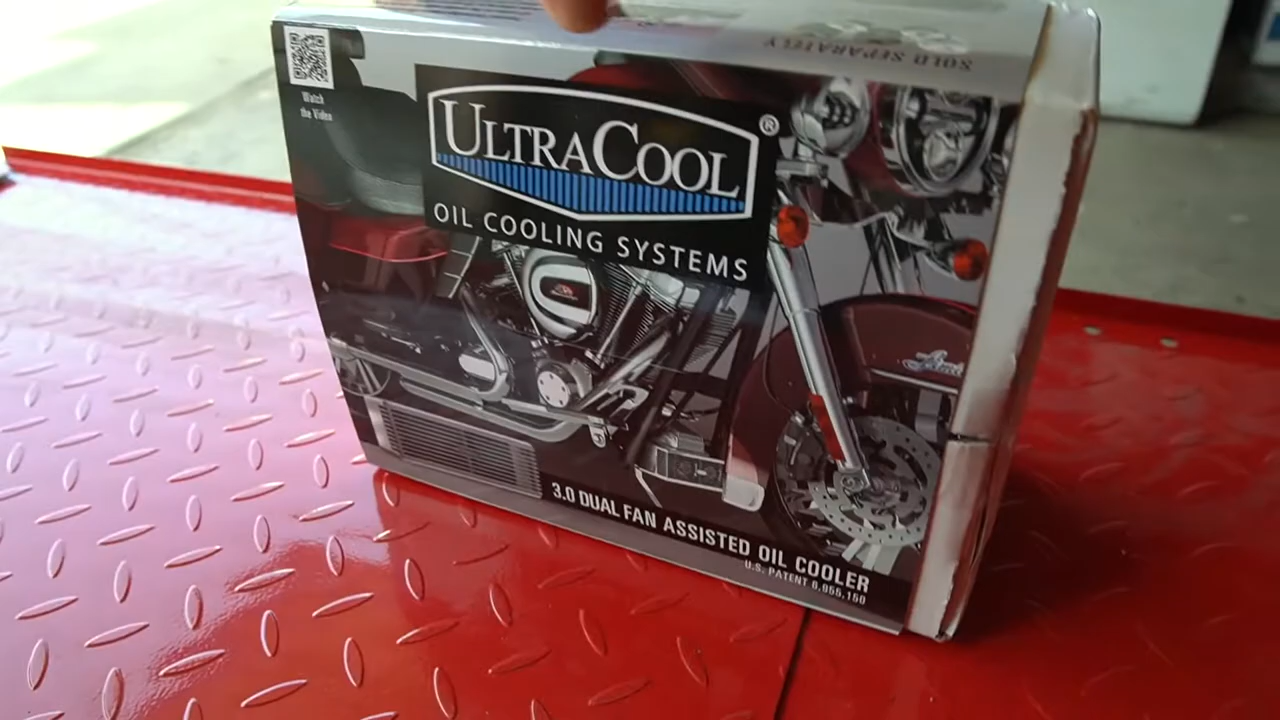 SOLD SEPARATELY
Watch
the Video
ULTRACOOL®
OIL COOLING SYSTEMS
3.0 DUAL FAN ASSISTED OIL COOLER
U.S. PATENT 6,955,150